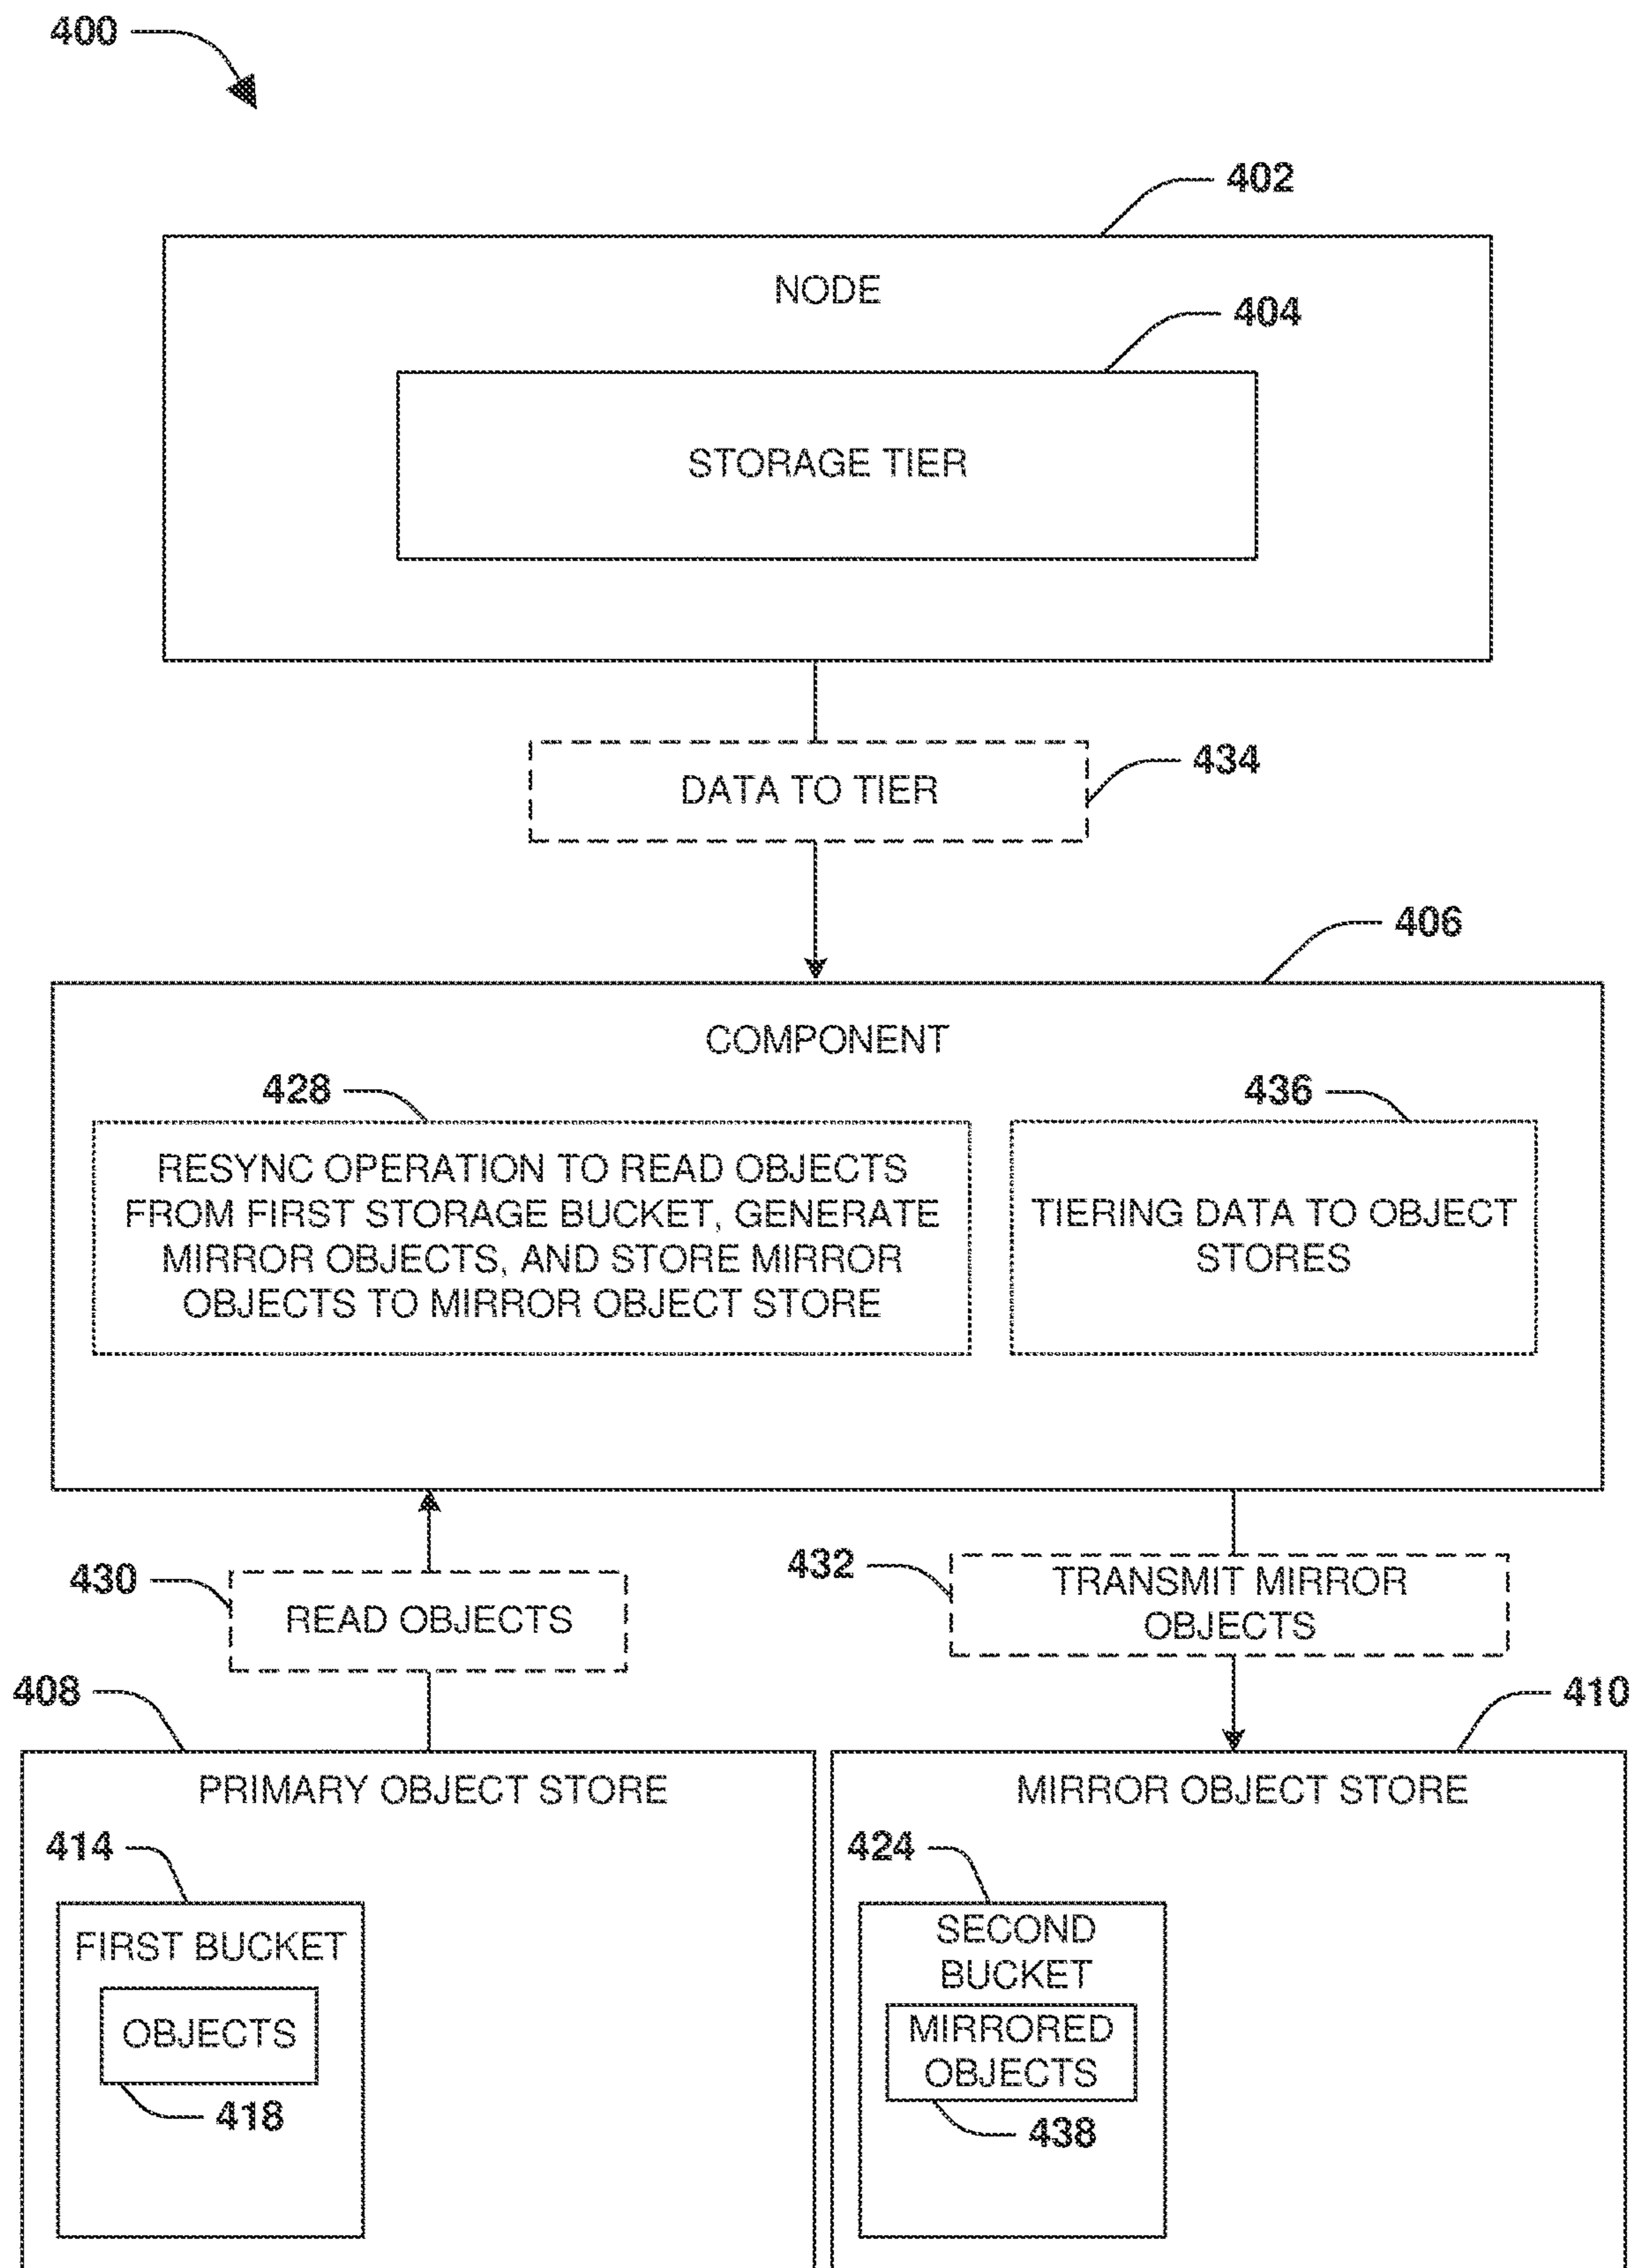 400
402
NODE
404
STORAGE TIER
DATA TO TIER
434
406
COMPONENT
428
436
RESYNC OPERATION TO READ OBJECTS
FROM FIRST STORAGE BUCKET, GENERATE
MIRROR OBJECTS, AND STORE MIRROR
OBJECTS TO MIRROR OBJECT STORE
TIERING DATA TO OBJECT
STORES
430
READ OBJECTS
432
TRANSMIT MIRROR
OBJECTS
408
410
PRIMARY OBJECT STORE
414
FIRST BUCKET
OBJECTS
418
MIRROR OBJECT STORE
424
SECOND
BUCKET
MIRRORED
OBJECTS
438